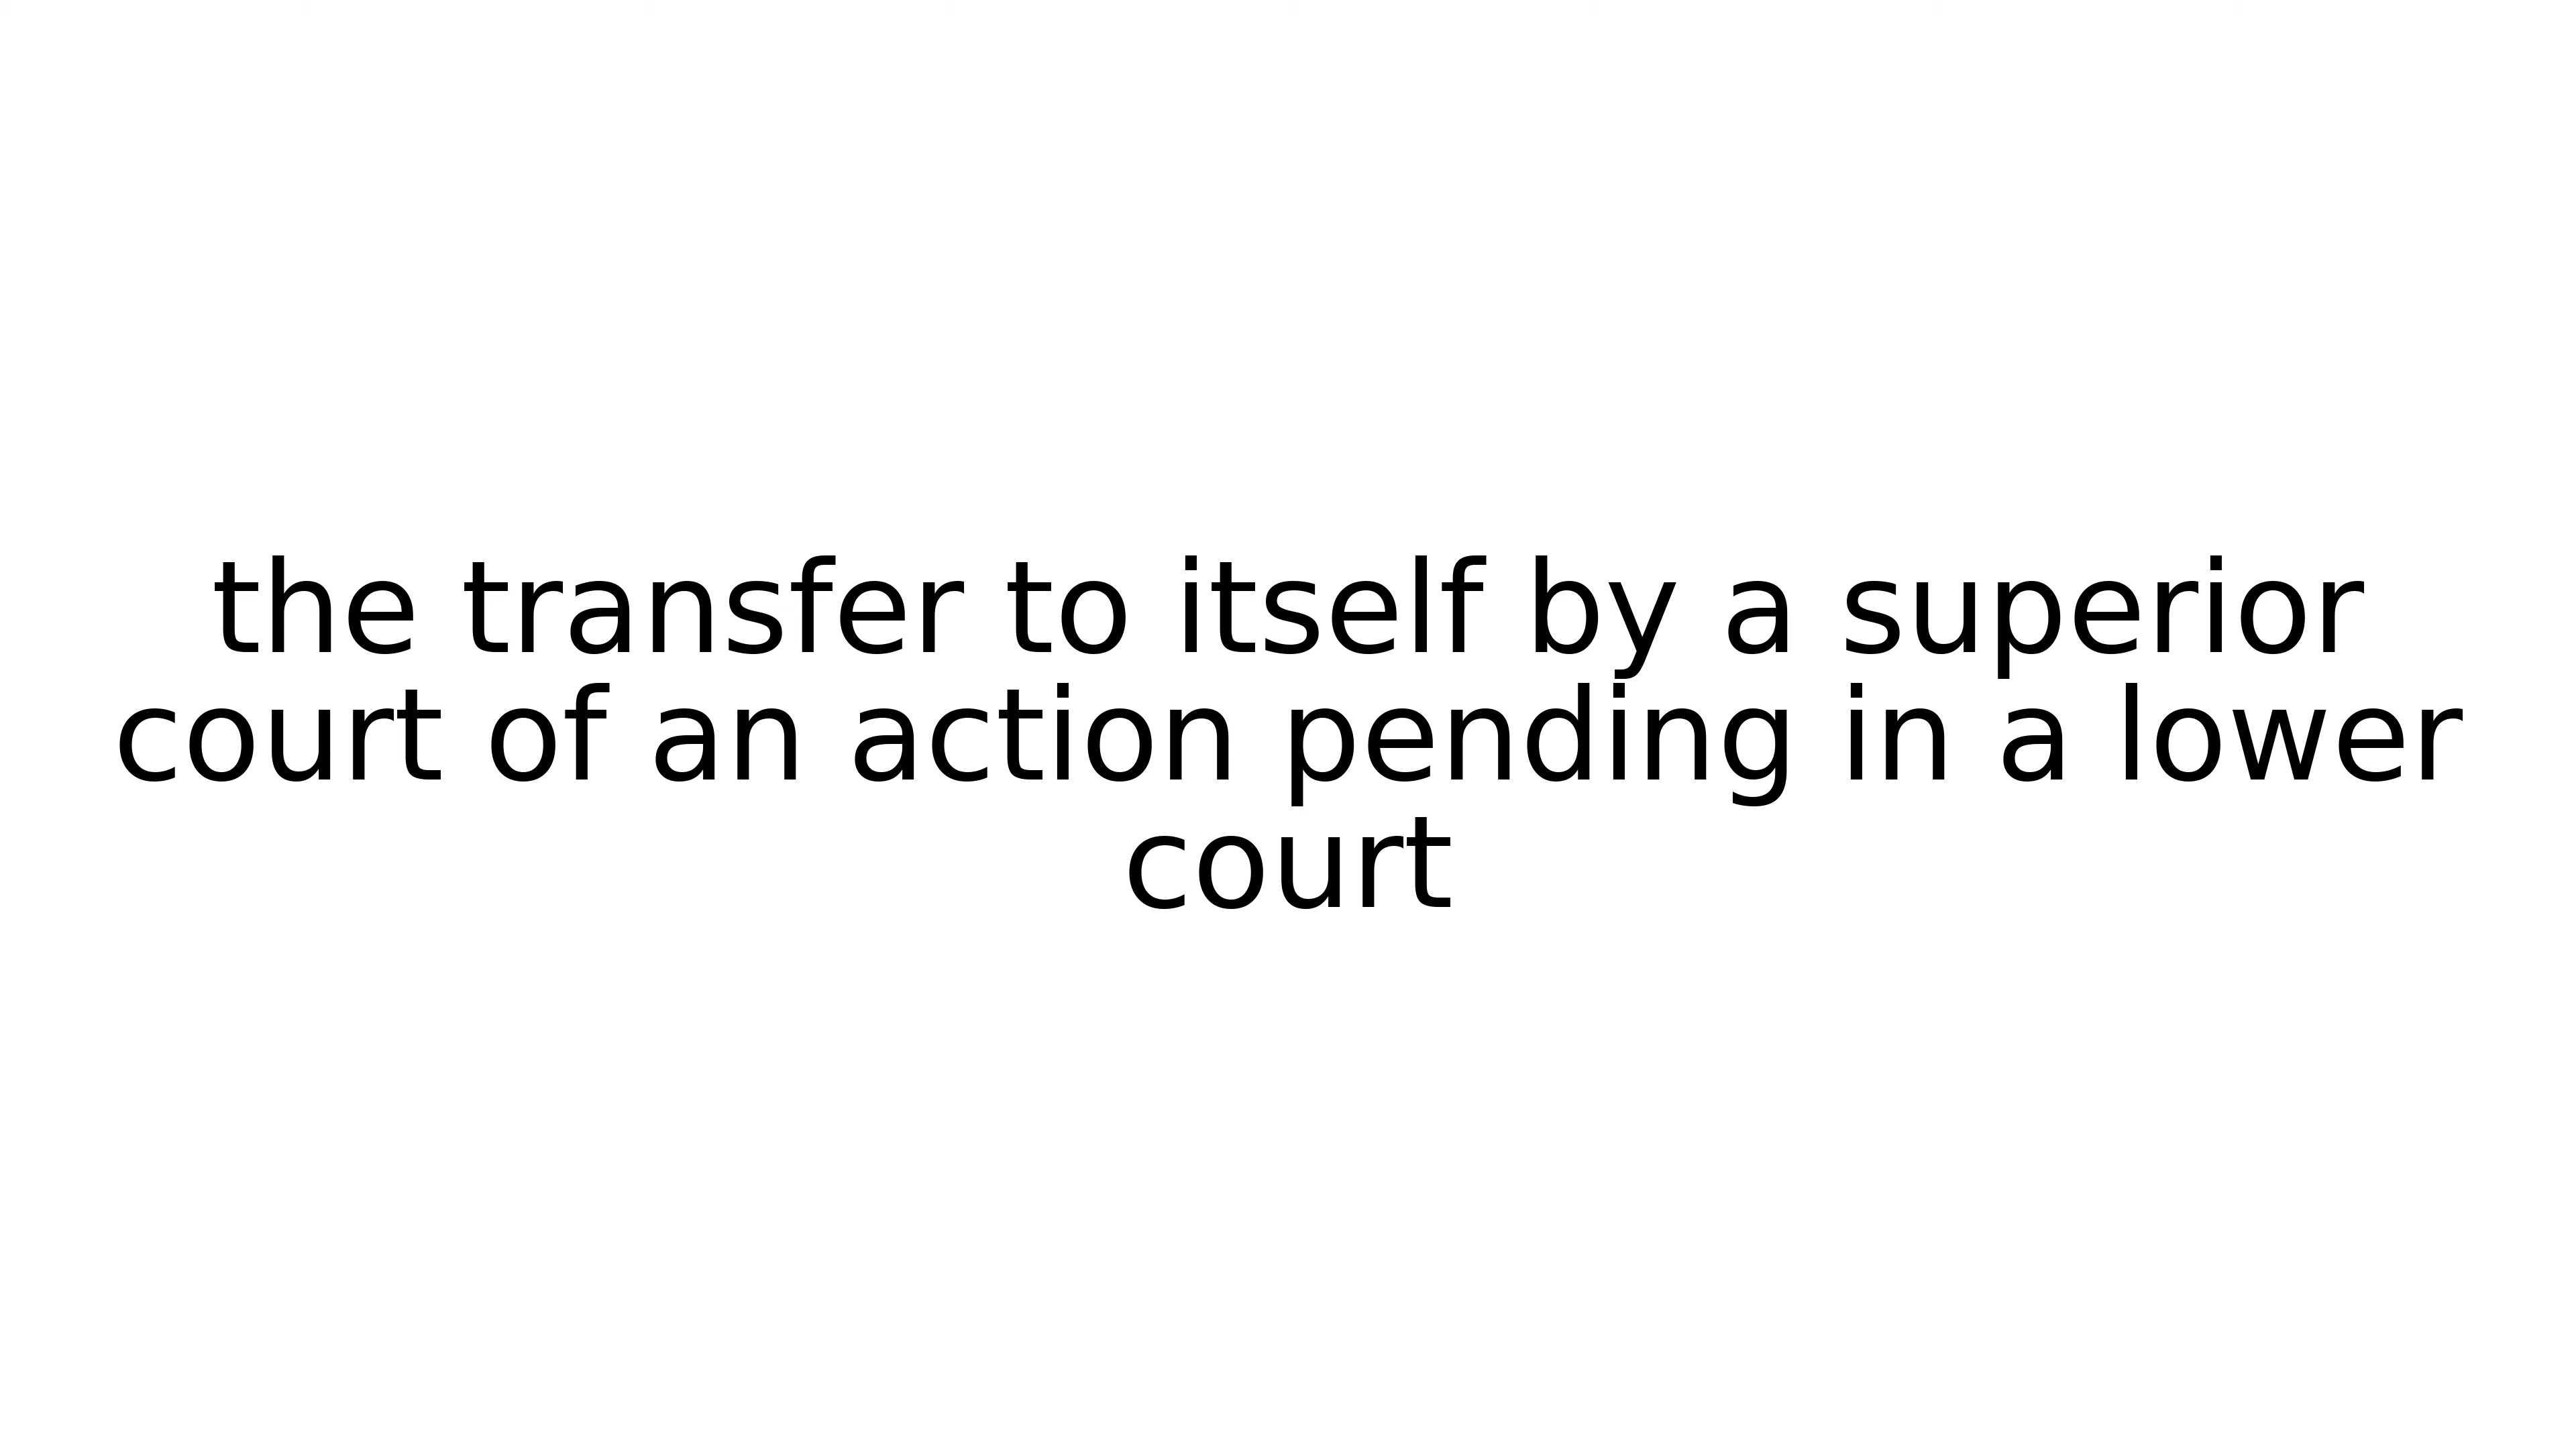 the transfer to itself by a superior
court of an action pending in a lower
court